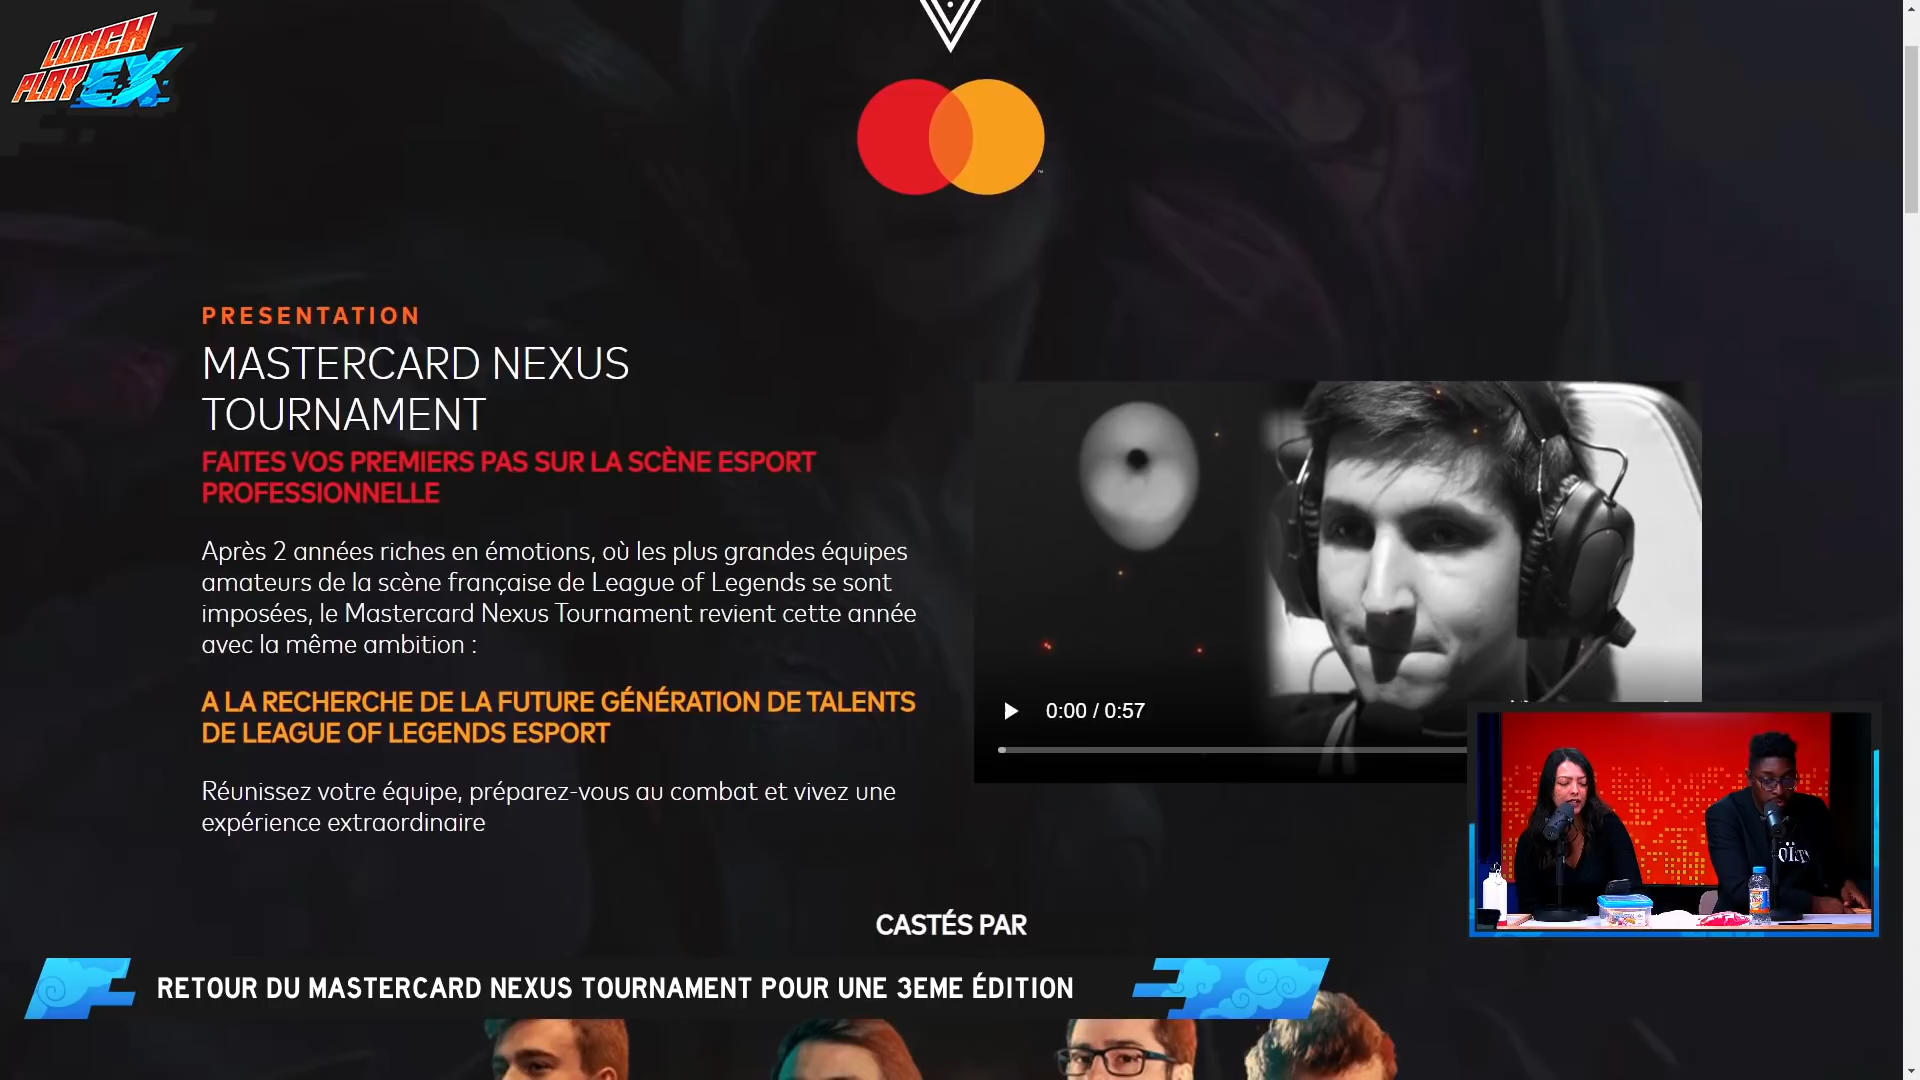 LUNCH
PLAY EX
PRESENTATION
MASTERCARD NEXUS
TOURNAMENT
FAITES VOS PREMIERS PAS SUR LA SCÈNE ESPORT
PROFESSIONNELLE
Après 2 années riches en émotions, où les plus grandes équipes
amateurs de la scène française de League of Legends se sont
imposées, le Mastercard Nexus Tournament revient cette année
avec la même ambition :
A LA RECHERCHE DE LA FUTURE GÉNÉRATION DE TALENTS
DE LEAGUE OF LEGENDS ESPORT
Réunissez votre équipe, préparez-vous au combat et vivez une
expérience extraordinaire
0:00 / 0:57
CASTÉS PAR
RETOUR DU MASTERCARD NEXUS TOURNAMENT POUR UNE 3EME ÉDITION